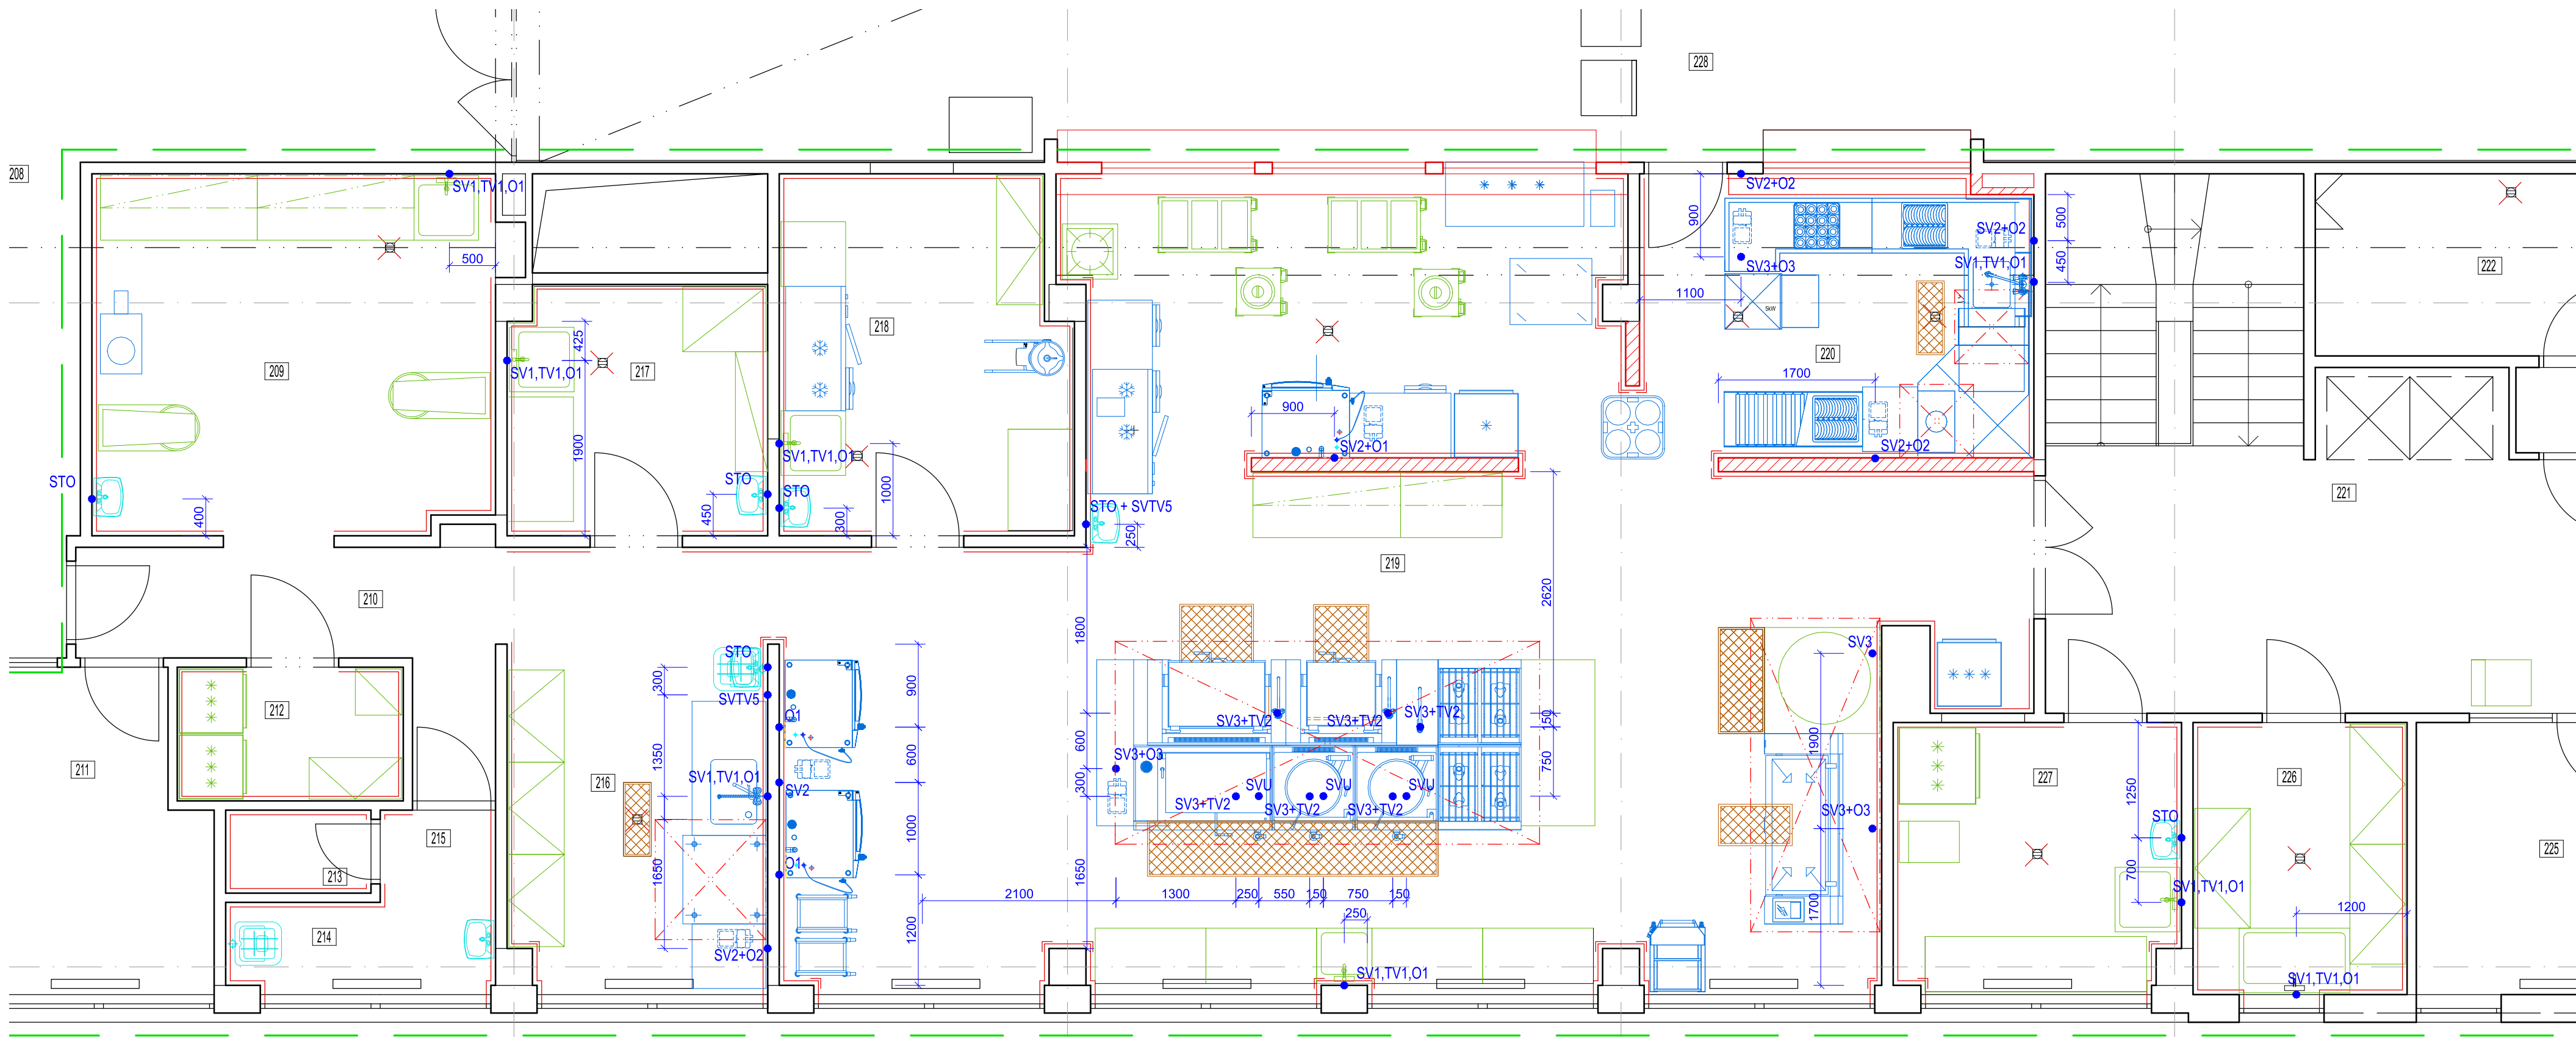 228
208
SV1,TV1,O1
SV2+O2
900
500
SV2+O2
450
500
SV1,TV1,O1
222
SV3+O3
1100
5kW
218
425
220
209
SV1,TV1,O1
217
1700
900
1900
SV2+O1
SV2+O2
SV1,TV1,O1
STO
STO
STO
1000
221
400
450
300
STO + SVTV5
250
219
210
2620
1800
STO
SV3
300
900
SVTV5
212
O1
SV3+TV2
SV3+TV2
SV3+TV2
150
600
1350
600
1900
750
SV3+O3
211
SV1,TV1,O1
216
SV2
300
SVU
SVU
SVU
227
226
SV3+TV2
SV3+TV2
SV3+TV2
SV3+O3
1250
STO
215
1000
225
213
O1
1650
1650
700
SV1,TV1,O1
2100
1300
250
550
150
750
150
250
1700
1200
1200
214
SV2+O2
SV1,TV1,O1
SV1,TV1,O1